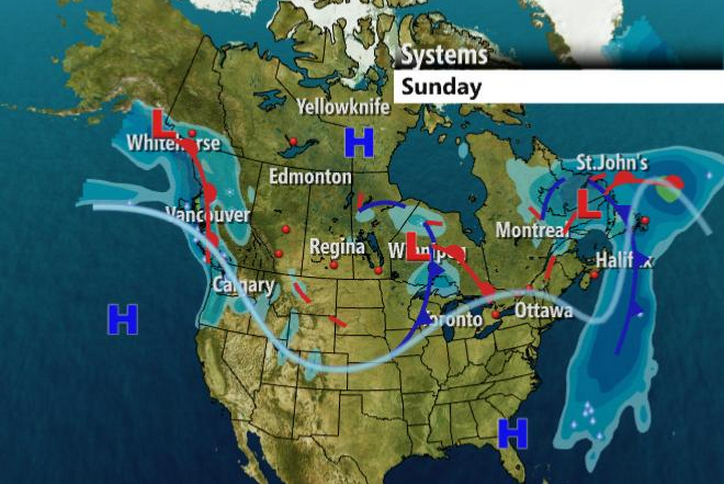 Systems
Sunday
Yellowknife
H
L
Whitehorse
St.John's
Edmonton
L
Vancouver
Montreal
Regina
Winnipeg
L
Halifax
Calgary
H
Toronto
Ottawa
H